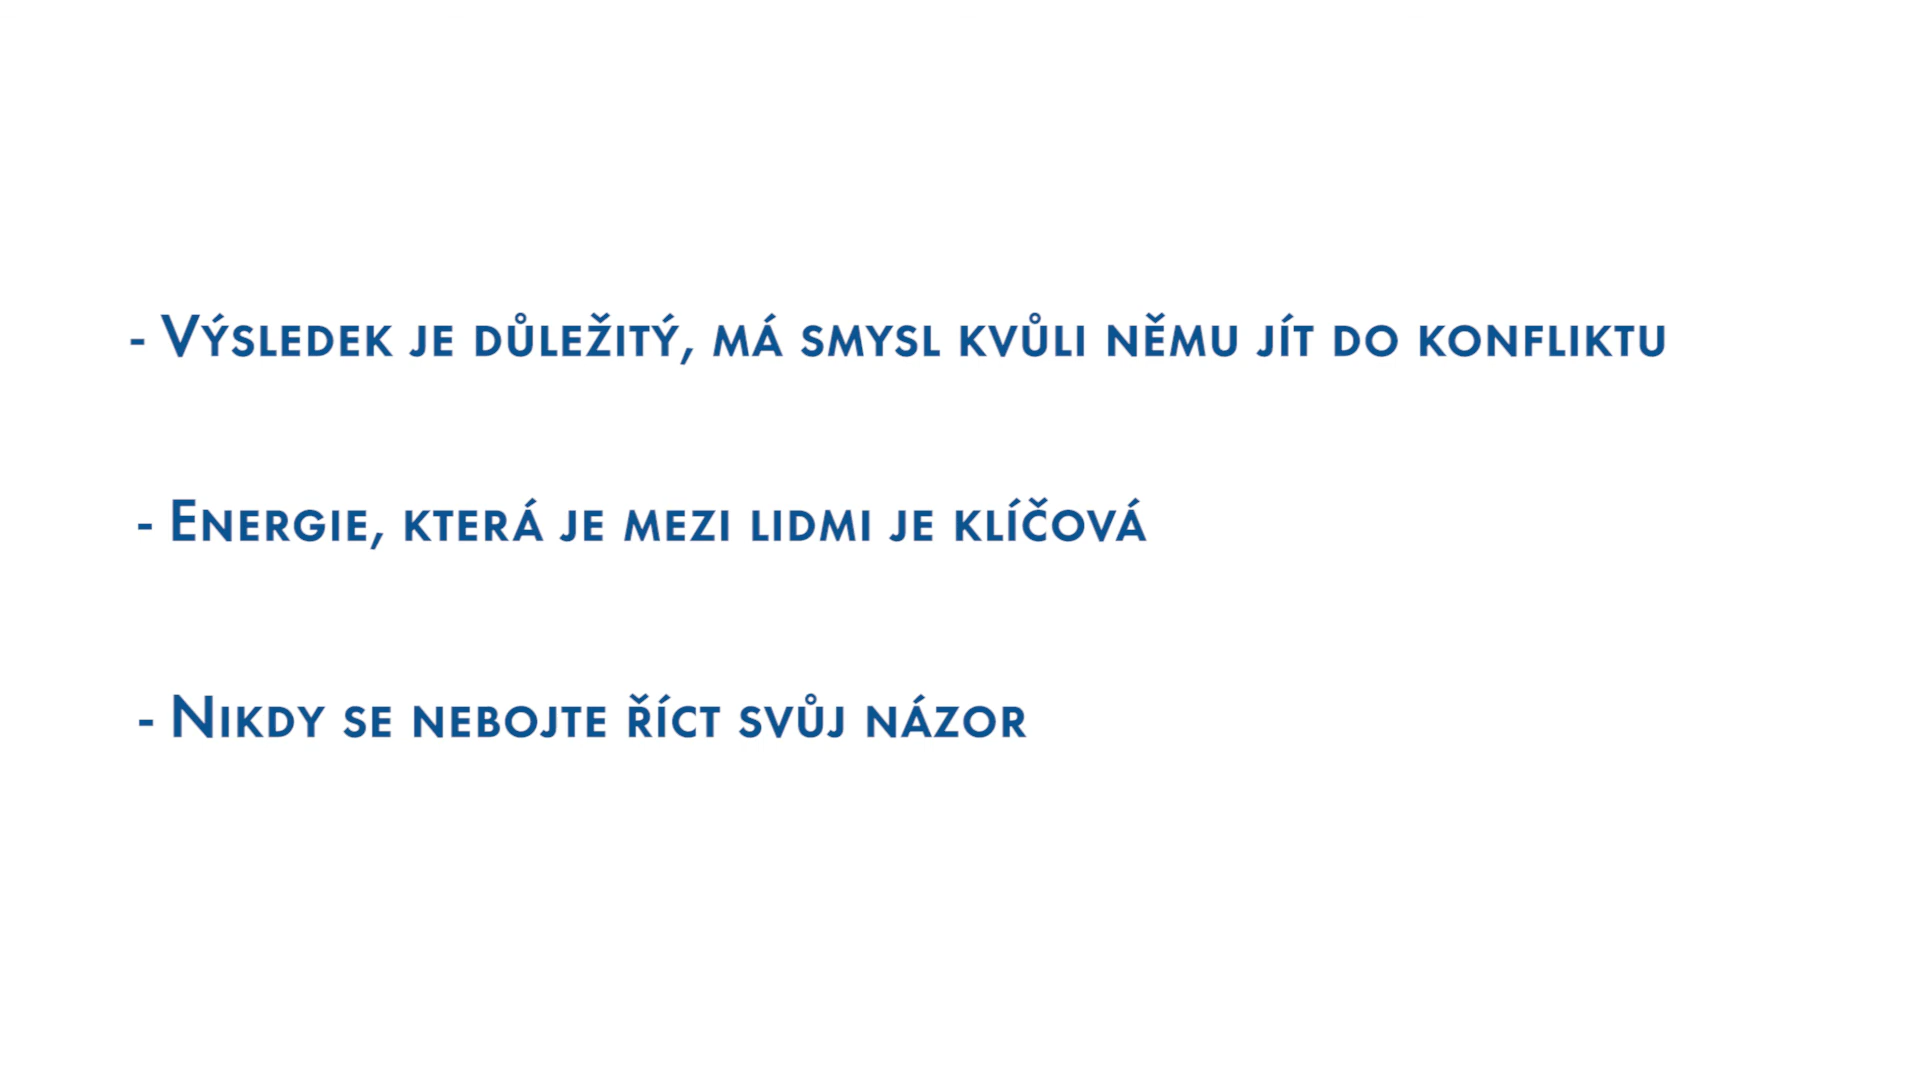 - Výsledek je důležitý, má smysl kvůli němu jít do konfliktu
- Energie, která je mezi lidmi je klíčová
- Nikdy se nebojte říct svůj názor